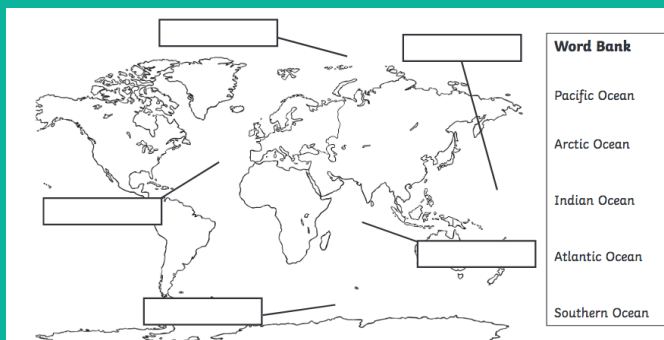 Word Bank
Pacific Ocean
Arctic Ocean
Indian Ocean
Atlantic Ocean
Southern Ocean